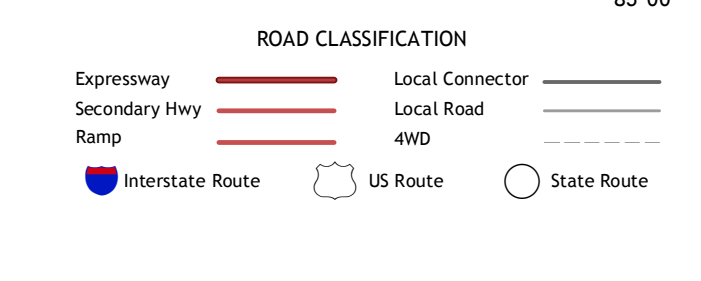 ROAD CLASSIFICATION
Expressway
Local Connector
Secondary Hwy
Local Road
Ramp
4WD
Interstate Route
US Route
State Route